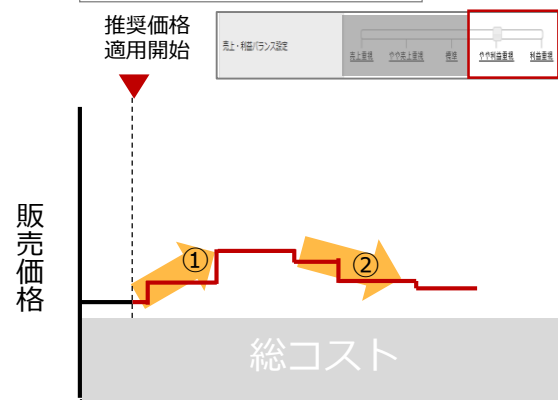 推奨価格
適用開始
売上・利益バランス設定
売上重視 やや売上重視 標準 やや利益重視 利益重視
販売価格
①
②
総コスト